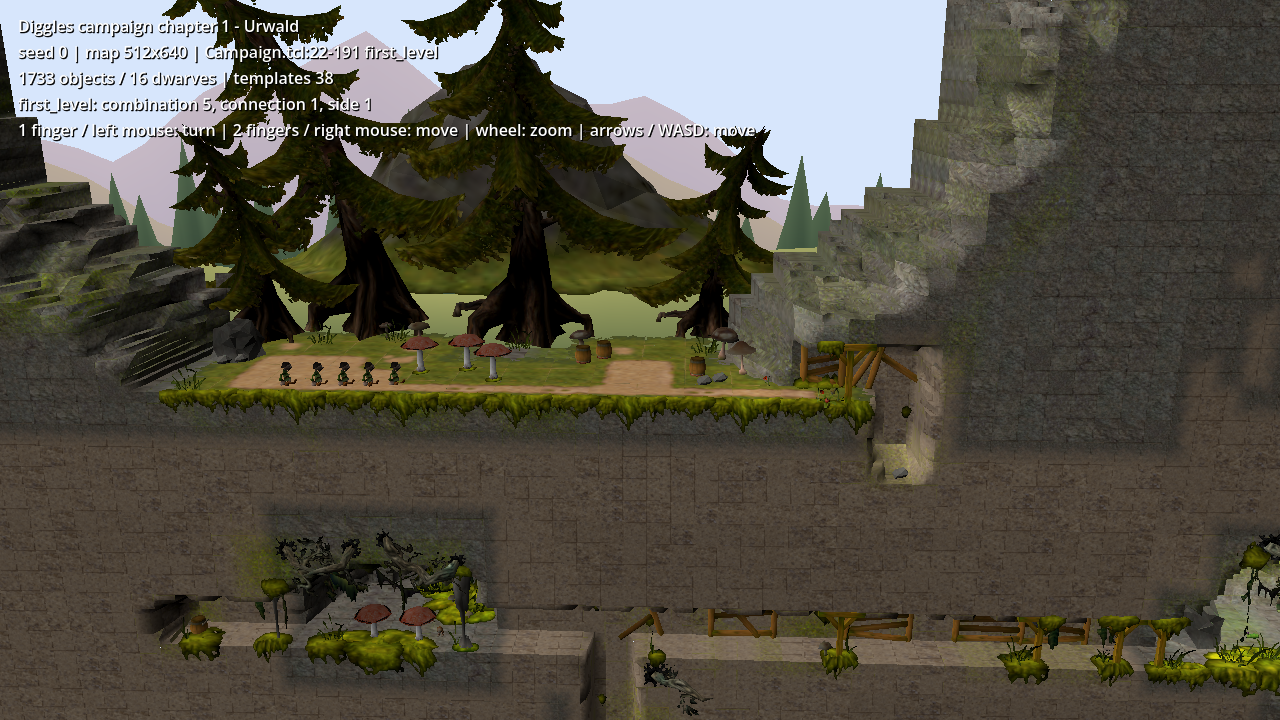 Diggles campaign chapter 1 - Urwald
seed 0 | map 512x640 | Campaign.tcl:22-191 first_level
1733 objects / 16 dwarves | templates 38
first_level: combination 5, connection 1, side 1
1 finger / left mouse: turn | 2 fingers / right mouse: move | wheel: zoom | arrows / WASD: move